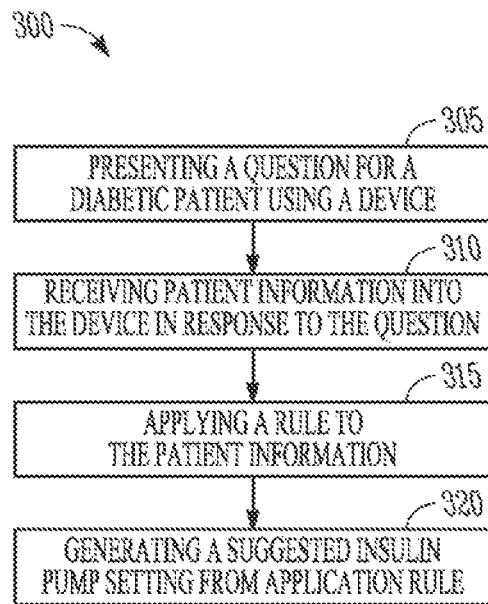 300
305
PRESENTING A QUESTION FOR A
DIABETIC PATIENT USING A DEVICE
310
RECEIVING PATIENT INFORMATION INTO
THE DEVICE IN RESPONSE TO THE QUESTION
315
APPLYING A RULE TO
THE PATIENT INFORMATION
320
GENERATING A SUGGESTED INSULIN
PUMP SETTING FROM APPLICATION RULE